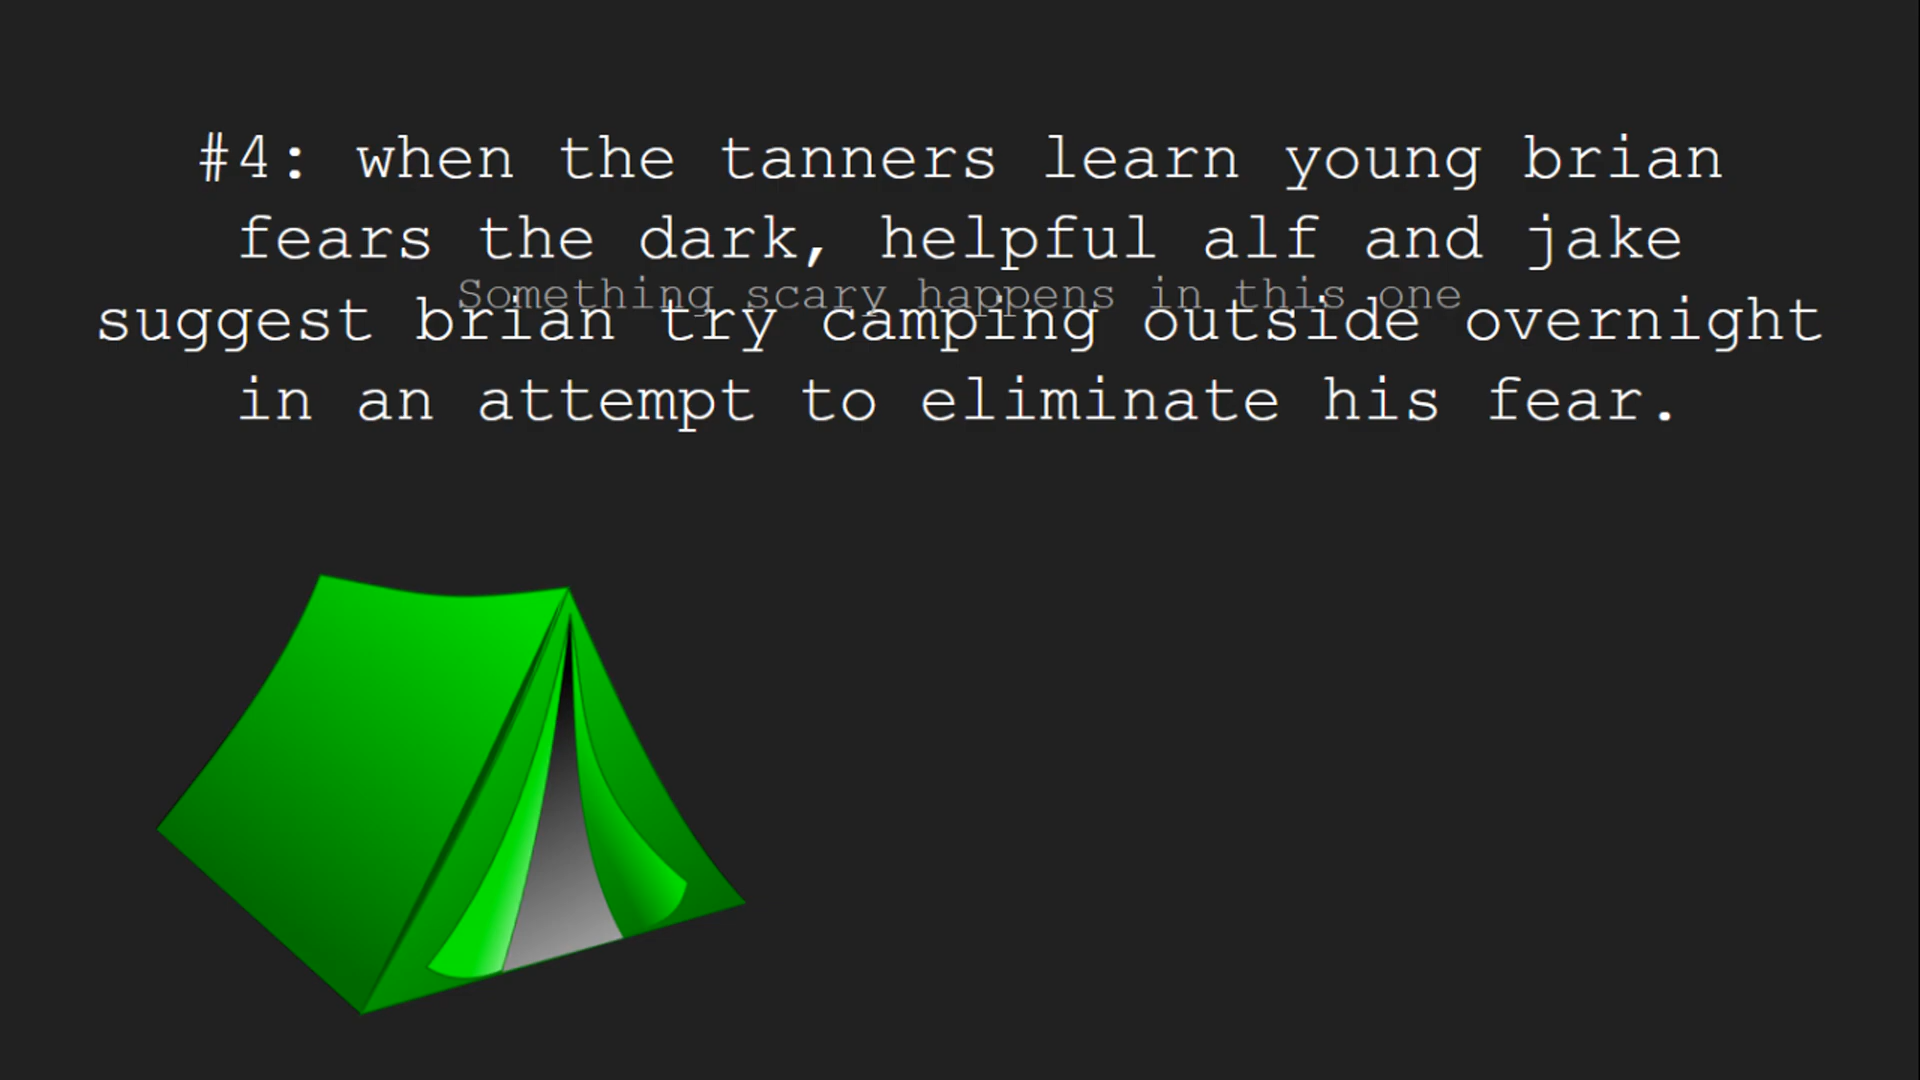 #4: when the tanners learn young brian
fears the dark, helpful alf and jake
Something scary happens in this one
suggest brian try camping outside overnight
in an attempt to eliminate his fear.